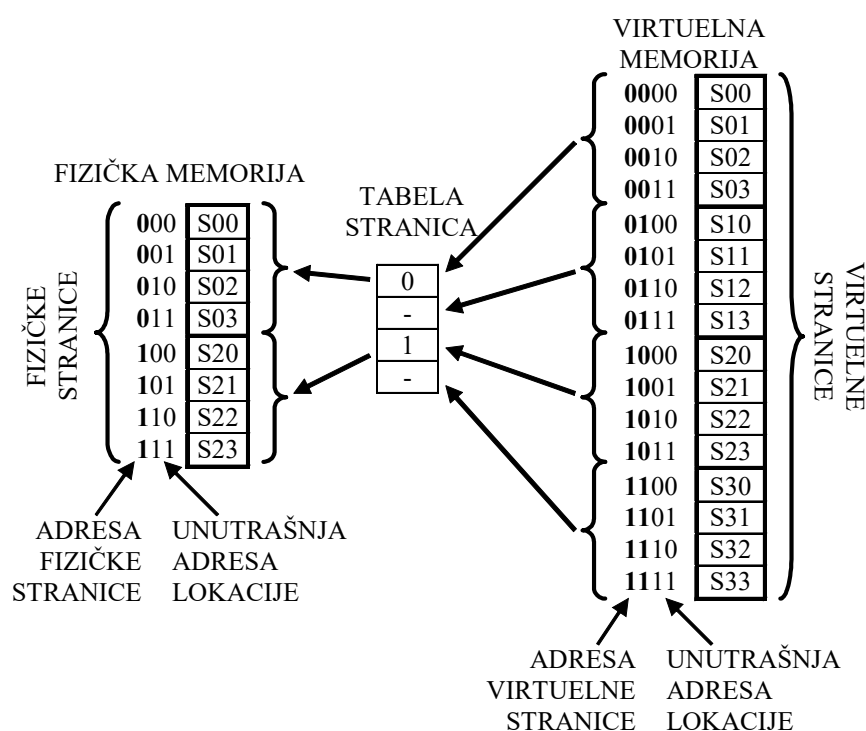 VIRTUELNA
MEMORIJA
0000 S00
0001 S01
0010 S02
0011 S03
0100 S10
0101 S11
0110 S12
0111 S13
1000 S20
1001 S21
1010 S22
1011 S23
1100 S30
1101 S31
1110 S32
1111 S33
VIRTUELNE
STRANICE
ADRESA
VIRTUELNE
STRANICE
UNUTRAŠNJA
ADRESA
LOKACIJE
TABELA
STRANICA
0
-
1
-
FIZIČKA MEMORIJA
000 S00
001 S01
010 S02
011 S03
100 S20
101 S21
110 S22
111 S23
FIZIČKE
STRANICE
ADRESA
FIZIČKE
STRANICE
UNUTRAŠNJA
ADRESA
LOKACIJE